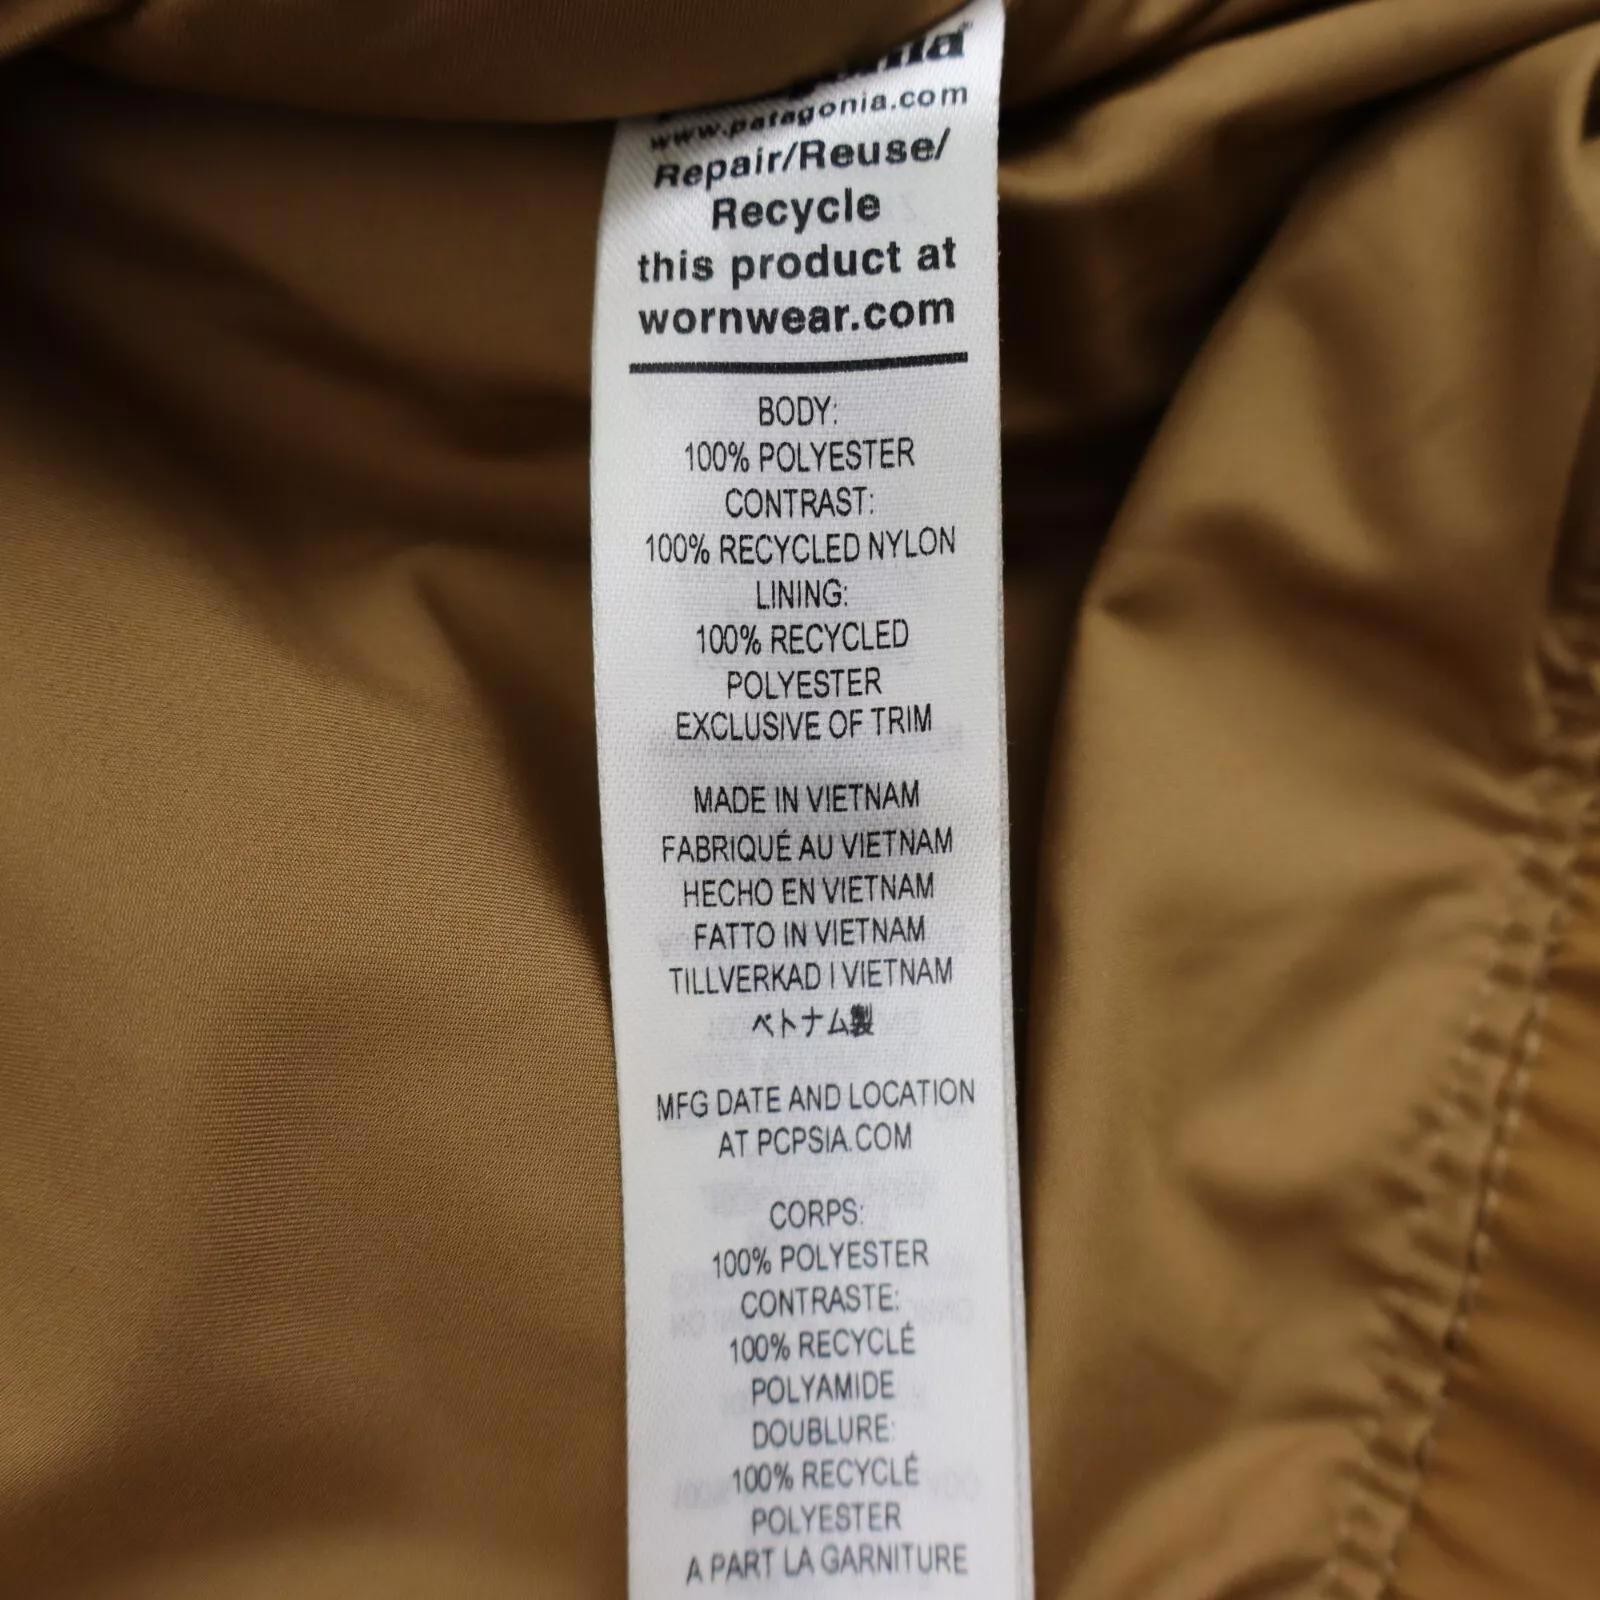 www.patagonia.com
Repair/Reuse/
Recycle
this product at
wornwear.com
BODY:
100% POLYESTER
CONTRAST:
100% RECYCLED NYLON
LINING:
100% RECYCLED
POLYESTER
EXCLUSIVE OF TRIM
MADE IN VIETNAM
FABRIQUÉ AU VIETNAM
HECHO EN VIETNAM
FATTO IN VIETNAM
TILLVERKAD I VIETNAM
ベトナム製
MFG DATE AND LOCATION
AT PCPSIA.COM
CORPS:
100% POLYESTER
CONTRASTE:
100% RECYCLÉ
POLYAMIDE
DOUBLURE:
100% RECYCLÉ
POLYESTER
A PART LA GARNITURE